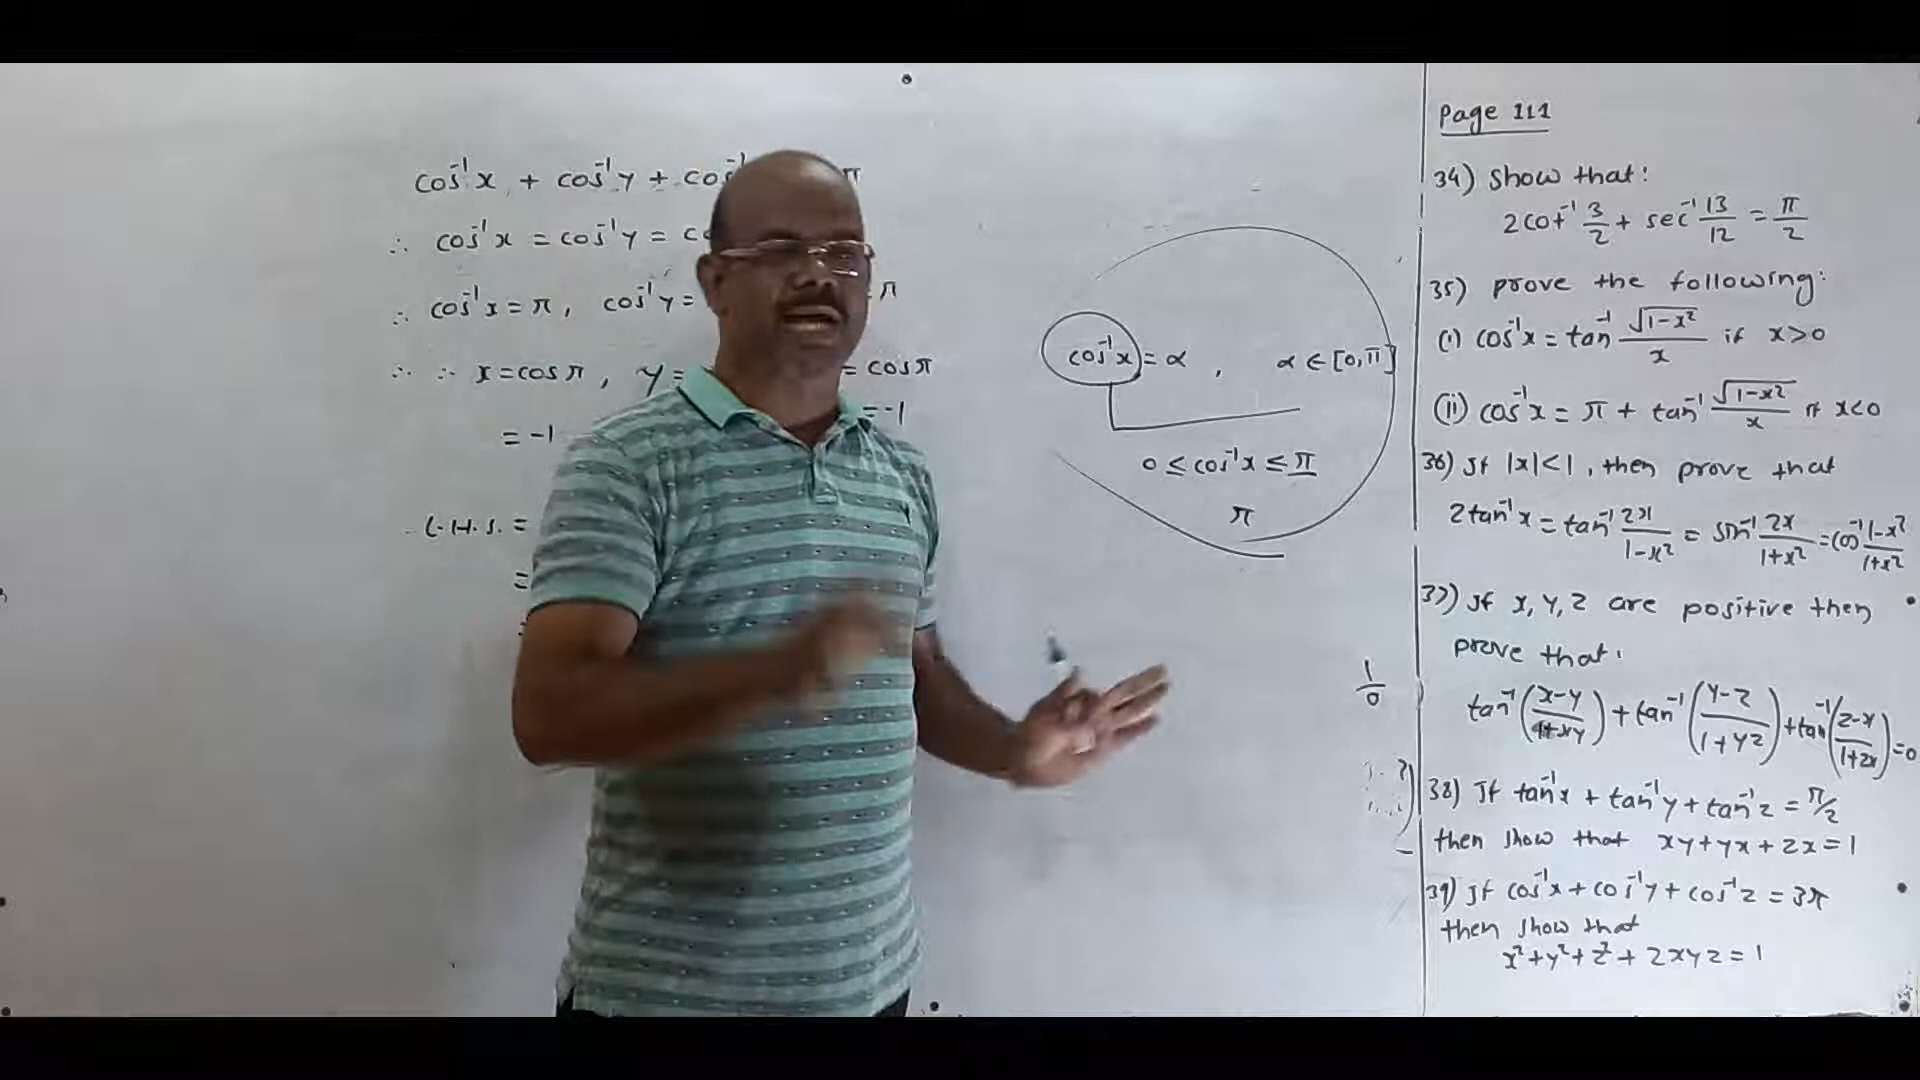 cos⁻¹x + cos⁻¹y + cos⁻¹ π
∴ cos⁻¹x = cos⁻¹y =
∴ cos⁻¹x = π, cos⁻¹y = π
∴ ∴ x = cosπ, y = = cosπ
= -1 = -1
L.H.S. =
=
cos⁻¹x = α , α ∈ [0, π]
0 ≤ cos⁻¹x ≤ π
π
1/0
Page 111
34) Show that:
2cot⁻¹ 3/2 + sec⁻¹ 13/12 = π/2
35) prove the following:
(i) cos⁻¹x = tan⁻¹ √(1-x²)/x if x>0
(ii) cos⁻¹x = π + tan⁻¹ √(1-x²)/x if x<0
36) If |x|<1, then prove that
2tan⁻¹x = tan⁻¹ 2x/(1-x²) = sin⁻¹ 2x/(1+x²) = cos⁻¹ (1-x²)/(1+x²)
37) If x, y, z are positive then
prove that:
tan⁻¹((x-y)/(1+xy)) + tan⁻¹((y-z)/(1+yz)) + tan⁻¹((z-x)/(1+zx)) = 0
38) If tan⁻¹x + tan⁻¹y + tan⁻¹z = π/2
then show that xy + yx + zx = 1
39) If cos⁻¹x + cos⁻¹y + cos⁻¹z = 3π
then show that
x² + y² + z² + 2xyz = 1